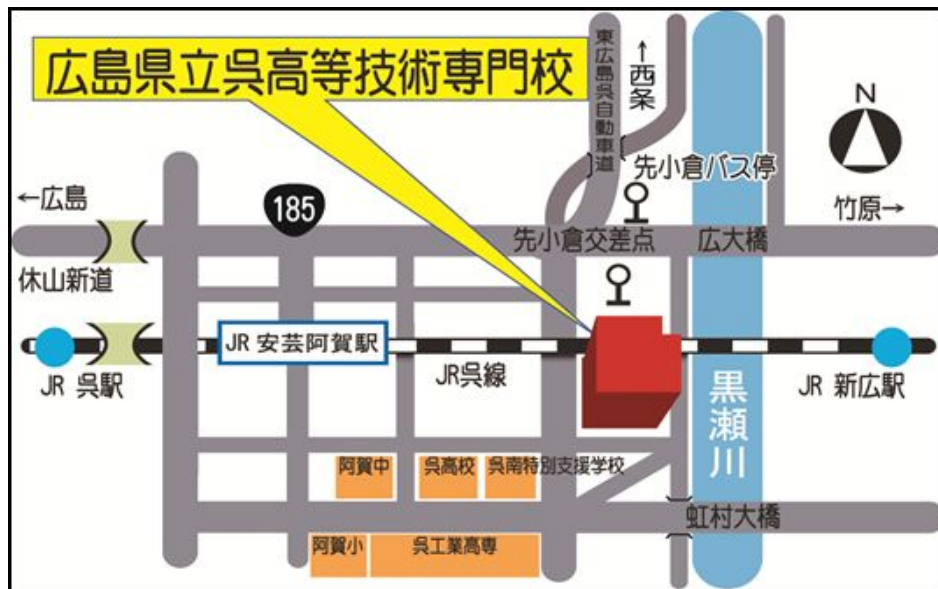 広島県立呉高等技術専門校
東広島呉自動車道
↑西条
N
先小倉バス停
←広島
185
竹原→
先小倉交差点
広大橋
休山新道
JR 安芸阿賀駅
JR 呉駅
JR呉線
JR 新広駅
黒瀬川
阿賀中
呉高校
呉南特別支援学校
虹村大橋
阿賀小
呉工業高専